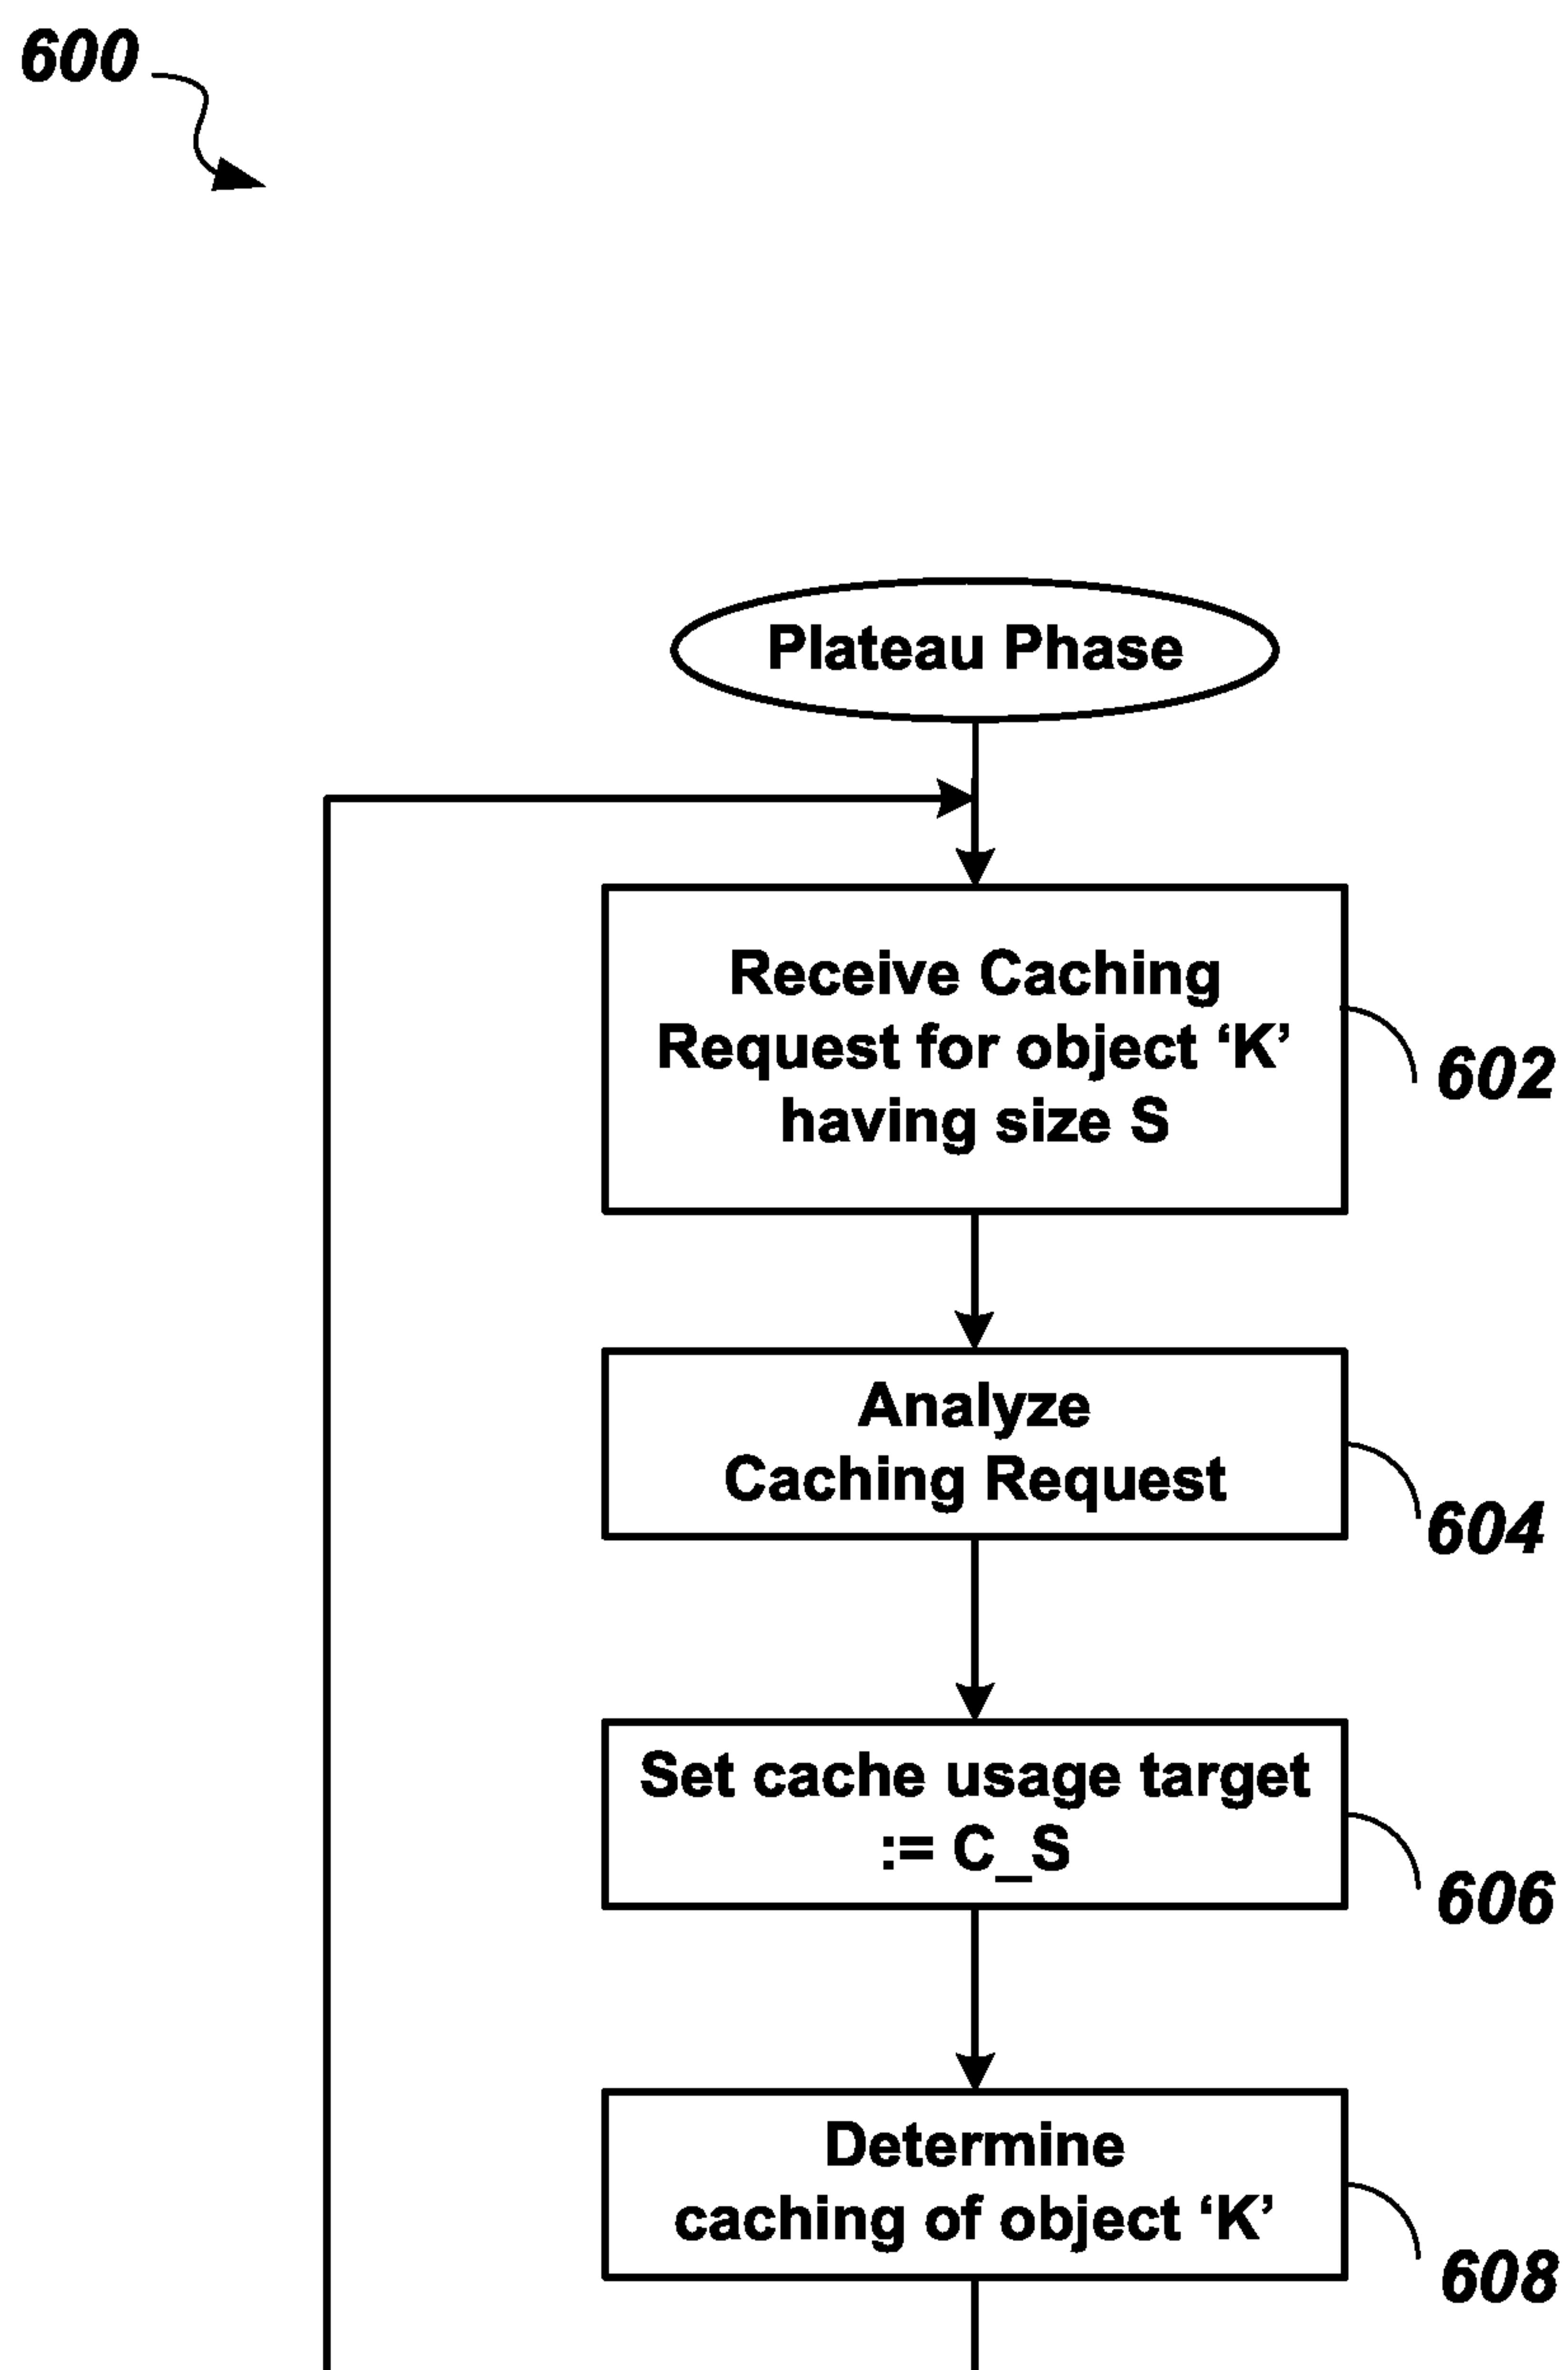 600
Plateau Phase
Receive Caching
Request for object ‘K’
having size S
602
Analyze
Caching Request
604
Set cache usage target
:= C_S
606
Determine
caching of object ‘K’
608